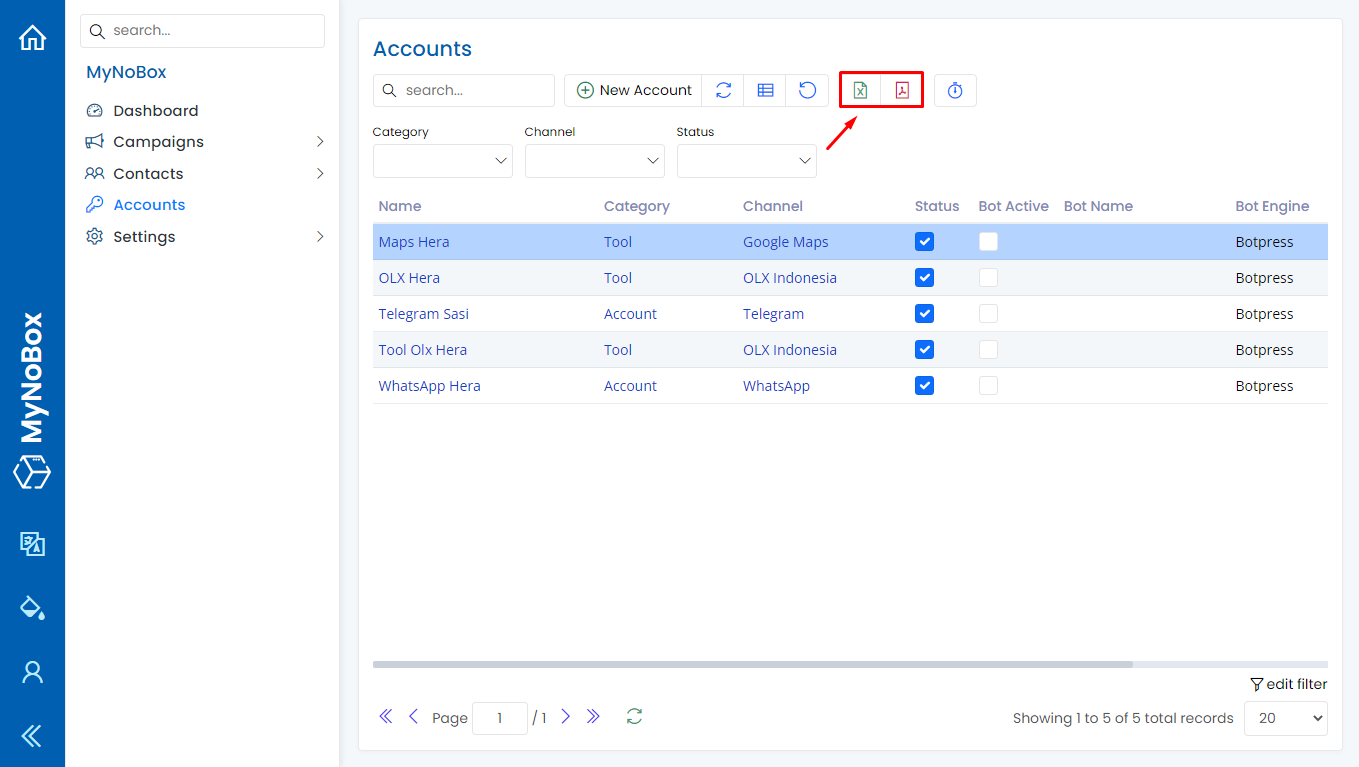 search...
MyNoBox
Dashboard
Campaigns
Contacts
Accounts
Settings
MyNoBox
Accounts
search...
New Account
Category
Channel
Status
Name Category Channel Status Bot Active Bot Name Bot Engine
Maps Hera Tool Google Maps Botpress
OLX Hera Tool OLX Indonesia Botpress
Telegram Sasi Account Telegram Botpress
Tool Olx Hera Tool OLX Indonesia Botpress
WhatsApp Hera Account WhatsApp Botpress
edit filter
Page 1 / 1
Showing 1 to 5 of 5 total records 20